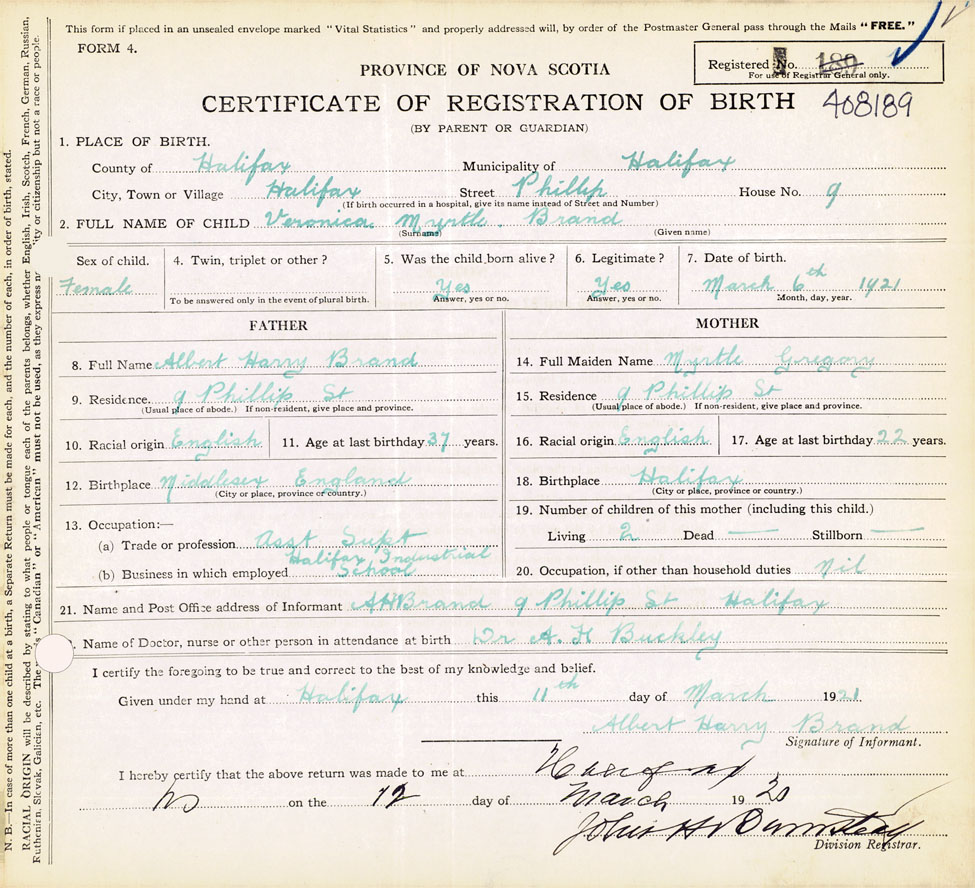 This form if placed in an unsealed envelope marked "Vital Statistics" and properly addressed will, by order of the Postmaster General pass through the Mails "FREE."
FORM 4.
Registered No. 189
For use of Registrar General only.
PROVINCE OF NOVA SCOTIA
CERTIFICATE OF REGISTRATION OF BIRTH 408189
(BY PARENT OR GUARDIAN)
1. PLACE OF BIRTH.
County of Halifax Municipality of Halifax
City, Town or Village Halifax Street Phillip House No. 9
(If birth occurred in a hospital, give its name instead of Street and Number)
2. FULL NAME OF CHILD Veronica Myrtle Brand
(Surname) (Given name)
Sex of child. 4. Twin, triplet or other? 5. Was the child born alive? 6. Legitimate? 7. Date of birth.
Female Yes Yes March 6th 1921
To be answered only in the event of plural birth. Answer, yes or no. Answer, yes or no. Month, day, year.
FATHER
8. Full Name Albert Harry Brand
9. Residence. 9 Phillip St
(Usual place of abode.) If non-resident, give place and province.
10. Racial origin English 11. Age at last birthday 37 years.
12. Birthplace Middlesex England
(City or place, province or country.)
13. Occupation:—
(a) Trade or profession Asst Supt
Halifax Industrial
(b) Business in which employed School
MOTHER
14. Full Maiden Name Myrtle Gregory
15. Residence 9 Phillip St
(Usual place of abode.) If non-resident, give place and province.
16. Racial origin English 17. Age at last birthday 22 years.
18. Birthplace Halifax
(City or place, province or country.)
19. Number of children of this mother (including this child.)
Living 2 Dead — Stillborn —
20. Occupation, if other than household duties nil
21. Name and Post Office address of Informant AHBrand 9 Phillip St Halifax
. Name of Doctor, nurse or other person in attendance at birth Dr A. H Buckley
I certify the foregoing to be true and correct to the best of my knowledge and belief.
Given under my hand at Halifax this 11th day of March 1921
Albert Harry Brand
Signature of Informant.
I hereby certify that the above return was made to me at Halifax
on the 12 day of March 1920
John H Barnstead
Division Registrar.
N. B.—In case of more than one child at a birth, a Separate Return must be made for each, and the number of each, in order of birth, stated.
RACIAL ORIGIN will be described by stating to what people or tongue each of the parents belongs, whether English, Irish, Scotch, French, German, Russian,
Ruthenian, Slovak, Galician, etc. The "Canadian" or "American" must not be used, as they express or citizenship but not a race or people.